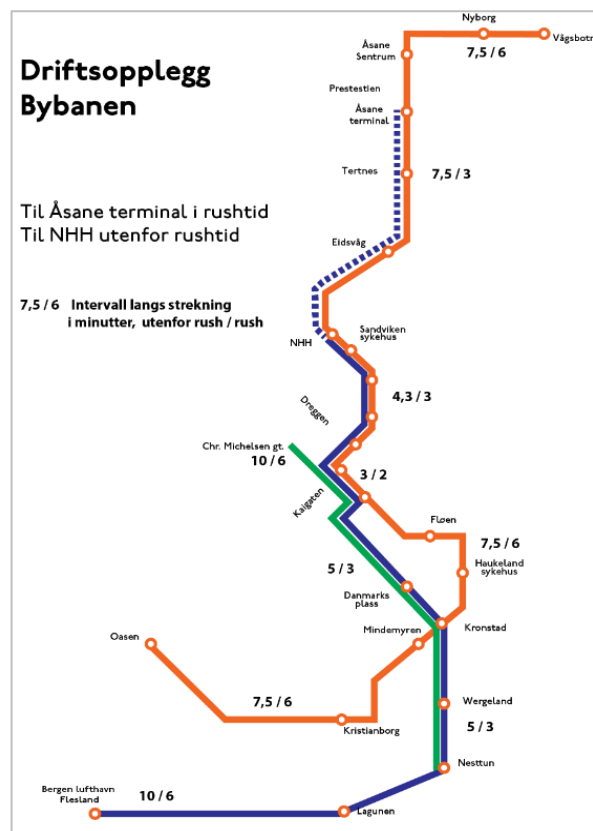 Driftsopplegg
Bybanen
Til Åsane terminal i rushtid
Til NHH utenfor rushtid
7,5 / 6 Intervall langs strekning
i minutter, utenfor rush / rush
Nyborg
Vågsbotn
7,5 / 6
Åsane
Sentrum
Prestestien
Åsane
terminal
Tertnes
7,5 / 3
Eidsvåg
Sandviken
sykehus
NHH
4,3 / 3
Dreggen
Chr. Michelsen gt.
10 / 6
3 / 2
Kaigaten
Fløen
7,5 / 6
Haukeland
sykehus
5 / 3
Danmarks
plass
Kronstad
Mindemyren
Oasen
7,5 / 6
Kristianborg
Wergeland
5 / 3
Nesttun
Bergen lufthavn
Flesland
10 / 6
Lagunen